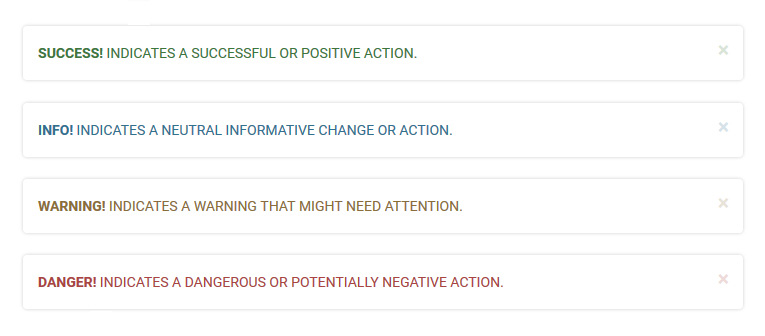 SUCCESS! INDICATES A SUCCESSFUL OR POSITIVE ACTION. ×
INFO! INDICATES A NEUTRAL INFORMATIVE CHANGE OR ACTION. ×
WARNING! INDICATES A WARNING THAT MIGHT NEED ATTENTION. ×
DANGER! INDICATES A DANGEROUS OR POTENTIALLY NEGATIVE ACTION. ×